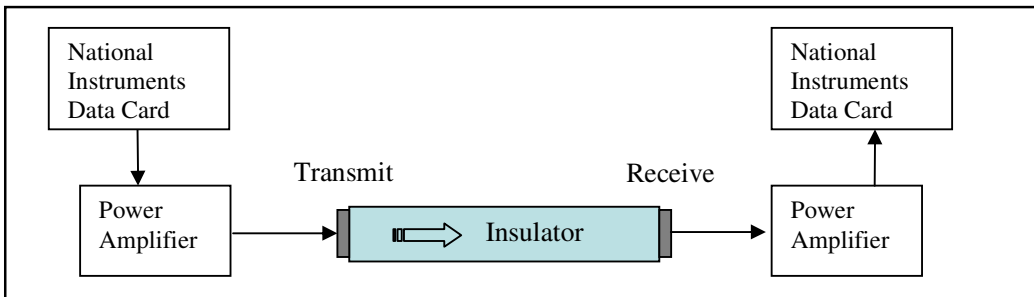 National
Instruments
Data Card
National
Instruments
Data Card
Transmit
Receive
Power
Amplifier
Insulator
Power
Amplifier